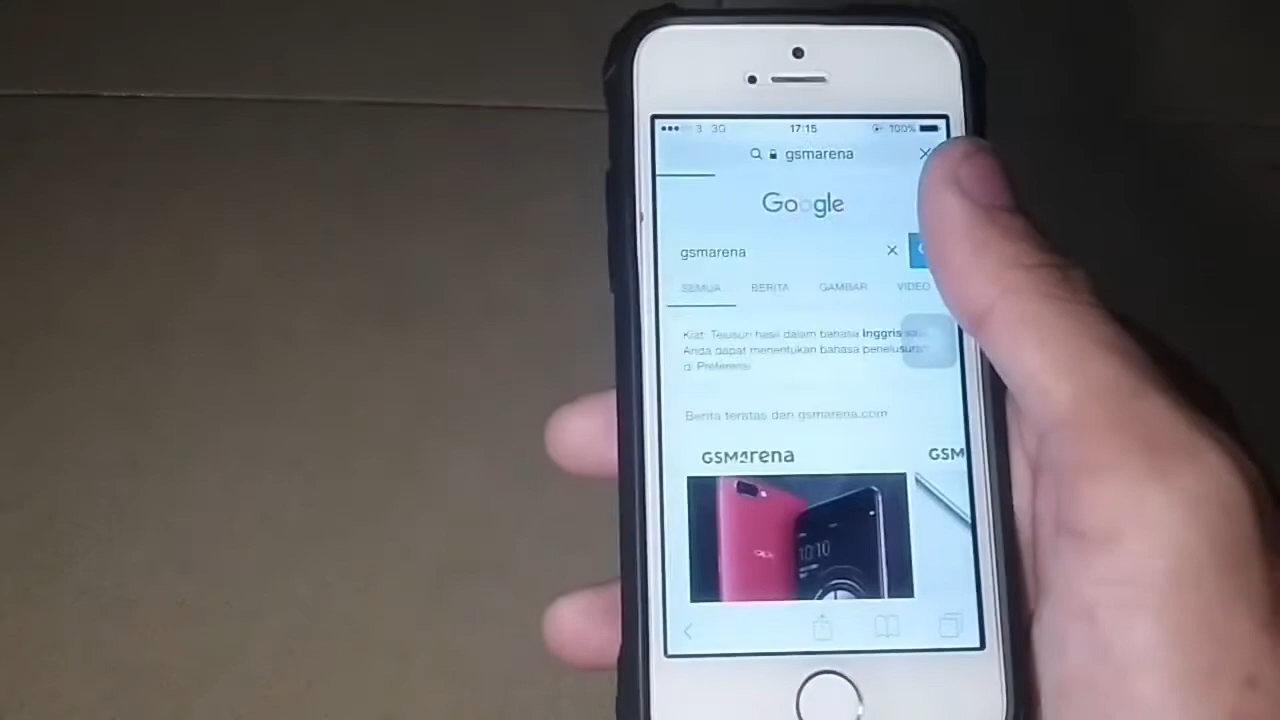 3 3G 17:15 100%
gsmarena
Google
gsmarena
SEMUA BERITA GAMBAR VIDEO
Kiat: Telusuri hasil dalam bahasa Inggris
Anda dapat menentukan bahasa penelusuran
di Preferensi
Berita teratas dari gsmarena.com
GSMarena GSM
10:10